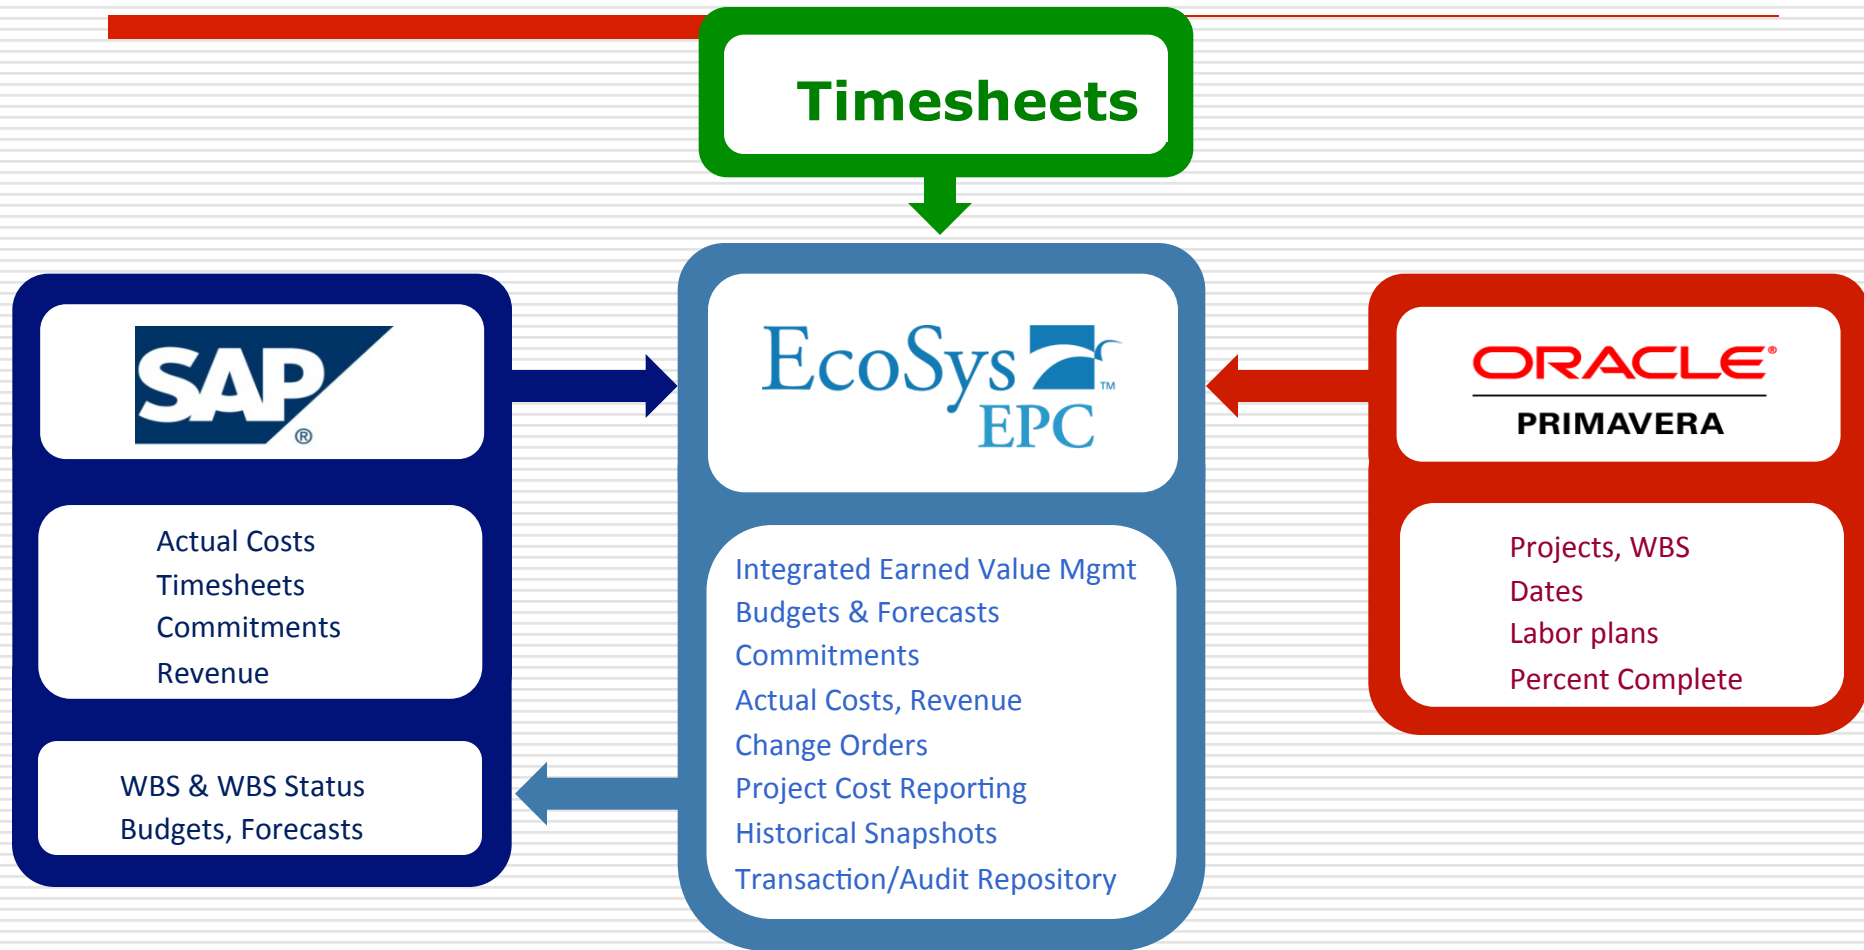 Timesheets
SAP
®
Actual Costs
Timesheets
Commitments
Revenue
WBS & WBS Status
Budgets, Forecasts
EcoSys
™
EPC
Integrated Earned Value Mgmt
Budgets & Forecasts
Commitments
Actual Costs, Revenue
Change Orders
Project Cost Reporting
Historical Snapshots
Transaction/Audit Repository
ORACLE®
PRIMAVERA
Projects, WBS
Dates
Labor plans
Percent Complete